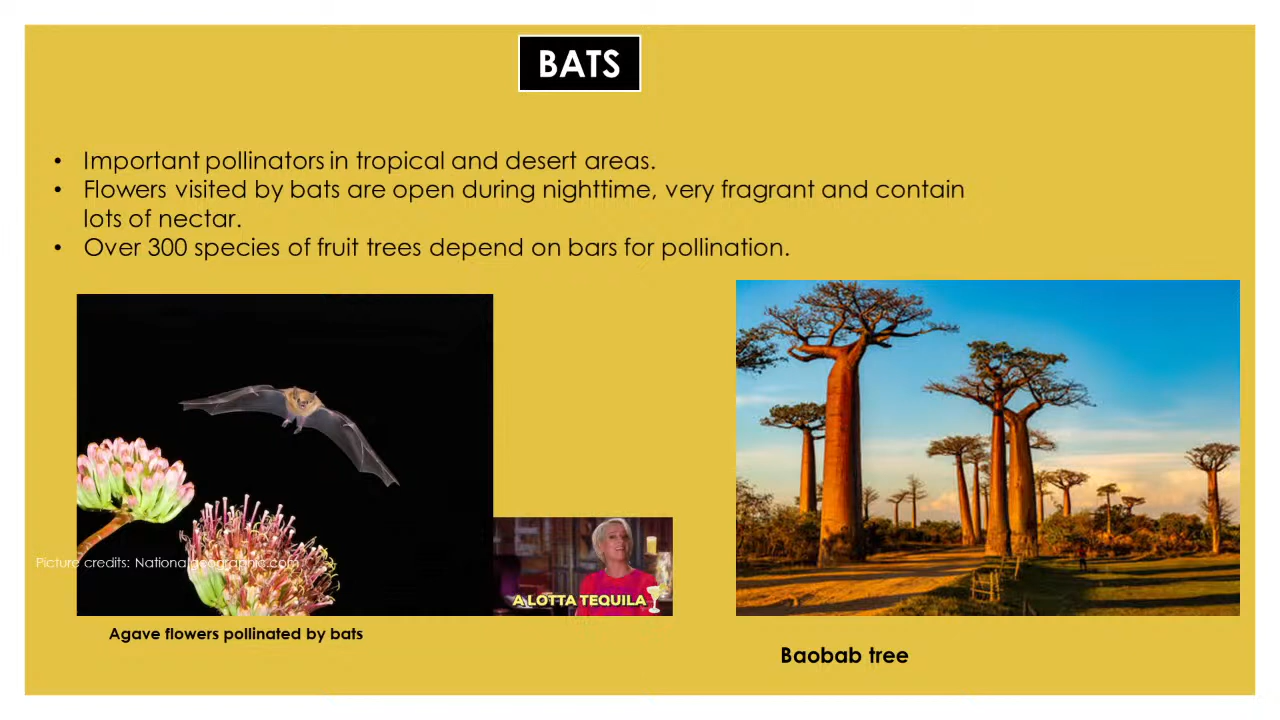 BATS
• Important pollinators in tropical and desert areas.
• Flowers visited by bats are open during nighttime, very fragrant and contain
lots of nectar.
• Over 300 species of fruit trees depend on bars for pollination.
Picture credits: Nationalgeographic.com
A LOTTA TEQUILA
Agave flowers pollinated by bats
Baobab tree